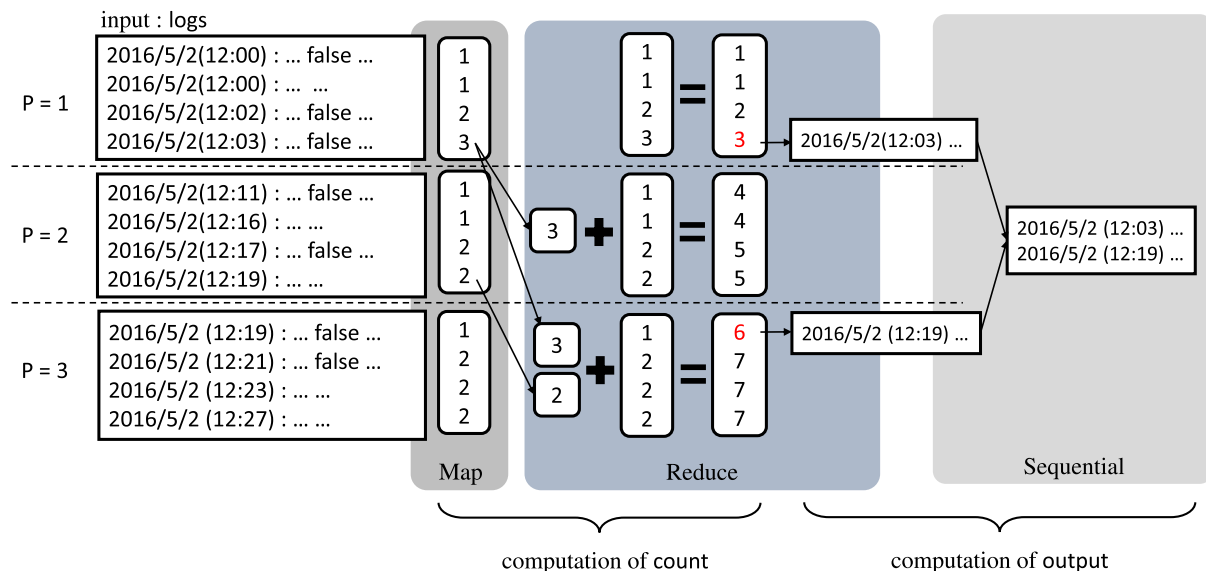 input : logs
P = 1
2016/5/2(12:00) : ... false ...
2016/5/2(12:00) : ... ...
2016/5/2(12:02) : ... false ...
2016/5/2(12:03) : ... false ...
1
1
2
3
1
1
2
3
=
1
1
2
3
2016/5/2(12:03) ...
P = 2
2016/5/2(12:11) : ... false ...
2016/5/2(12:16) : ... ...
2016/5/2(12:17) : ... false ...
2016/5/2(12:19) : ... ...
1
1
2
2
3
+
1
1
2
2
=
4
4
5
5
2016/5/2 (12:03) ...
2016/5/2 (12:19) ...
P = 3
2016/5/2 (12:19) : ... false ...
2016/5/2 (12:21) : ... false ...
2016/5/2 (12:23) : ... ...
2016/5/2 (12:27) : ... ...
1
2
2
2
3
2
+
1
2
2
2
=
6
7
7
7
2016/5/2 (12:19) ...
Map
Reduce
Sequential
computation of count
computation of output